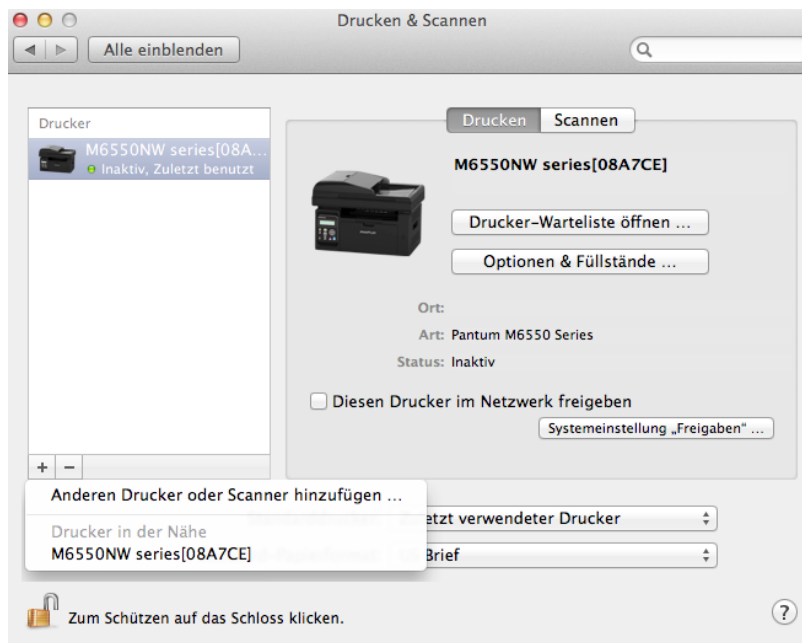 Drucken & Scannen
Alle einblenden
Drucker
M6550NW series[08A...
Inaktiv, Zuletzt benutzt
Drucken Scannen
M6550NW series[08A7CE]
Drucker-Warteliste öffnen ...
Optionen & Füllstände ...
Ort:
Art: Pantum M6550 Series
Status: Inaktiv
Diesen Drucker im Netzwerk freigeben
Systemeinstellung „Freigaben“ ...
+ −
Anderen Drucker oder Scanner hinzufügen ...
Drucker in der Nähe
M6550NW series[08A7CE]
etzt verwendeter Drucker
Brief
Zum Schützen auf das Schloss klicken.
?